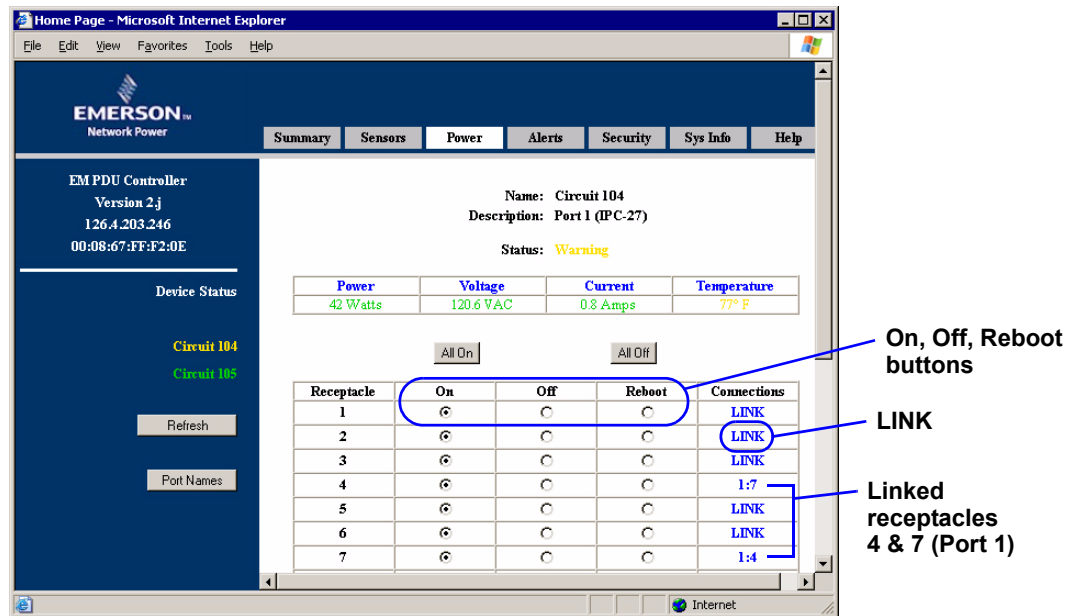 Home Page - Microsoft Internet Explorer
File Edit View Favorites Tools Help
EMERSON™
Network Power
Summary Sensors Power Alerts Security Sys Info Help
EM PDU Controller
Version 2.j
126.4.203.246
00:08:67:FF:F2:0E
Device Status
Circuit 104
Circuit 105
Refresh
Port Names
Name: Circuit 104
Description: Port 1 (IPC-27)
Status: Warning
Power Voltage Current Temperature
42 Watts 120.6 VAC 0.8 Amps 77° F
All On All Off
Receptacle On Off Reboot Connections
1 LINK
2 LINK
3 LINK
4 1:7
5 LINK
6 LINK
7 1:4
Internet
On, Off, Reboot
buttons
LINK
Linked
receptacles
4 & 7 (Port 1)